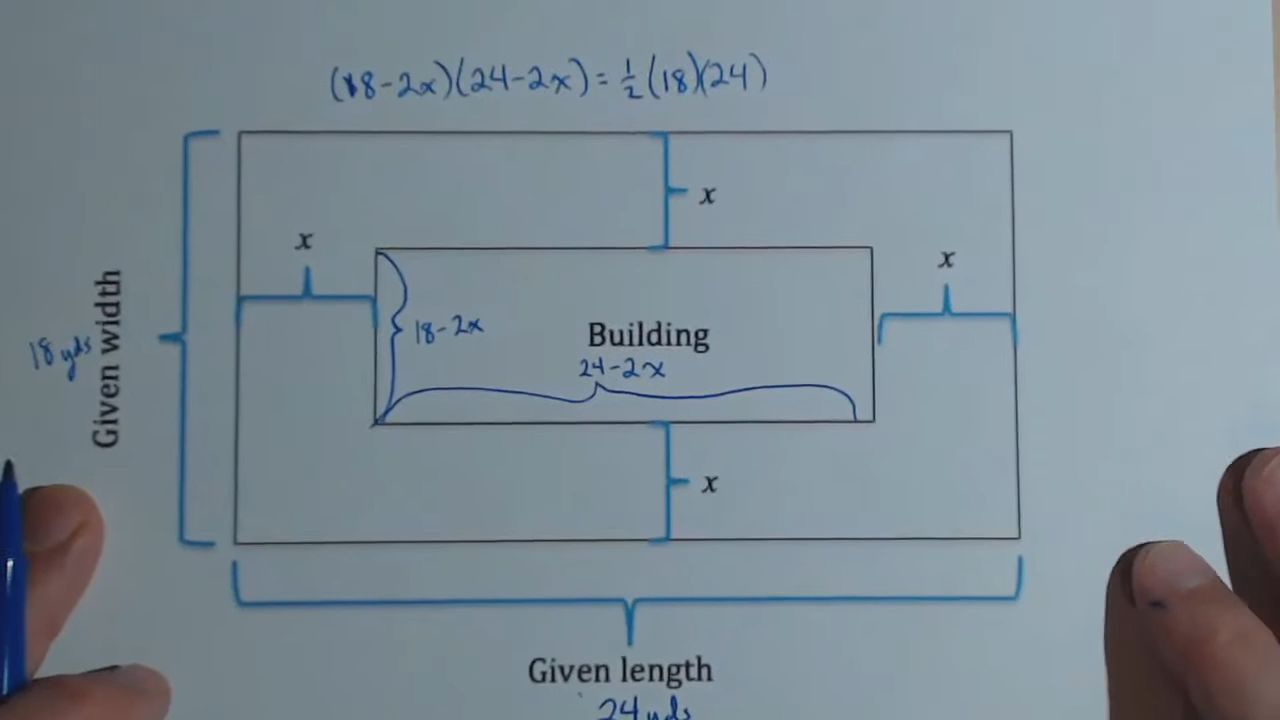 (18-2x)(24-2x)=½(18)(24)
x
x
x
18-2x
Building
24-2x
18 yds
Given width
x
Given length
24 yds